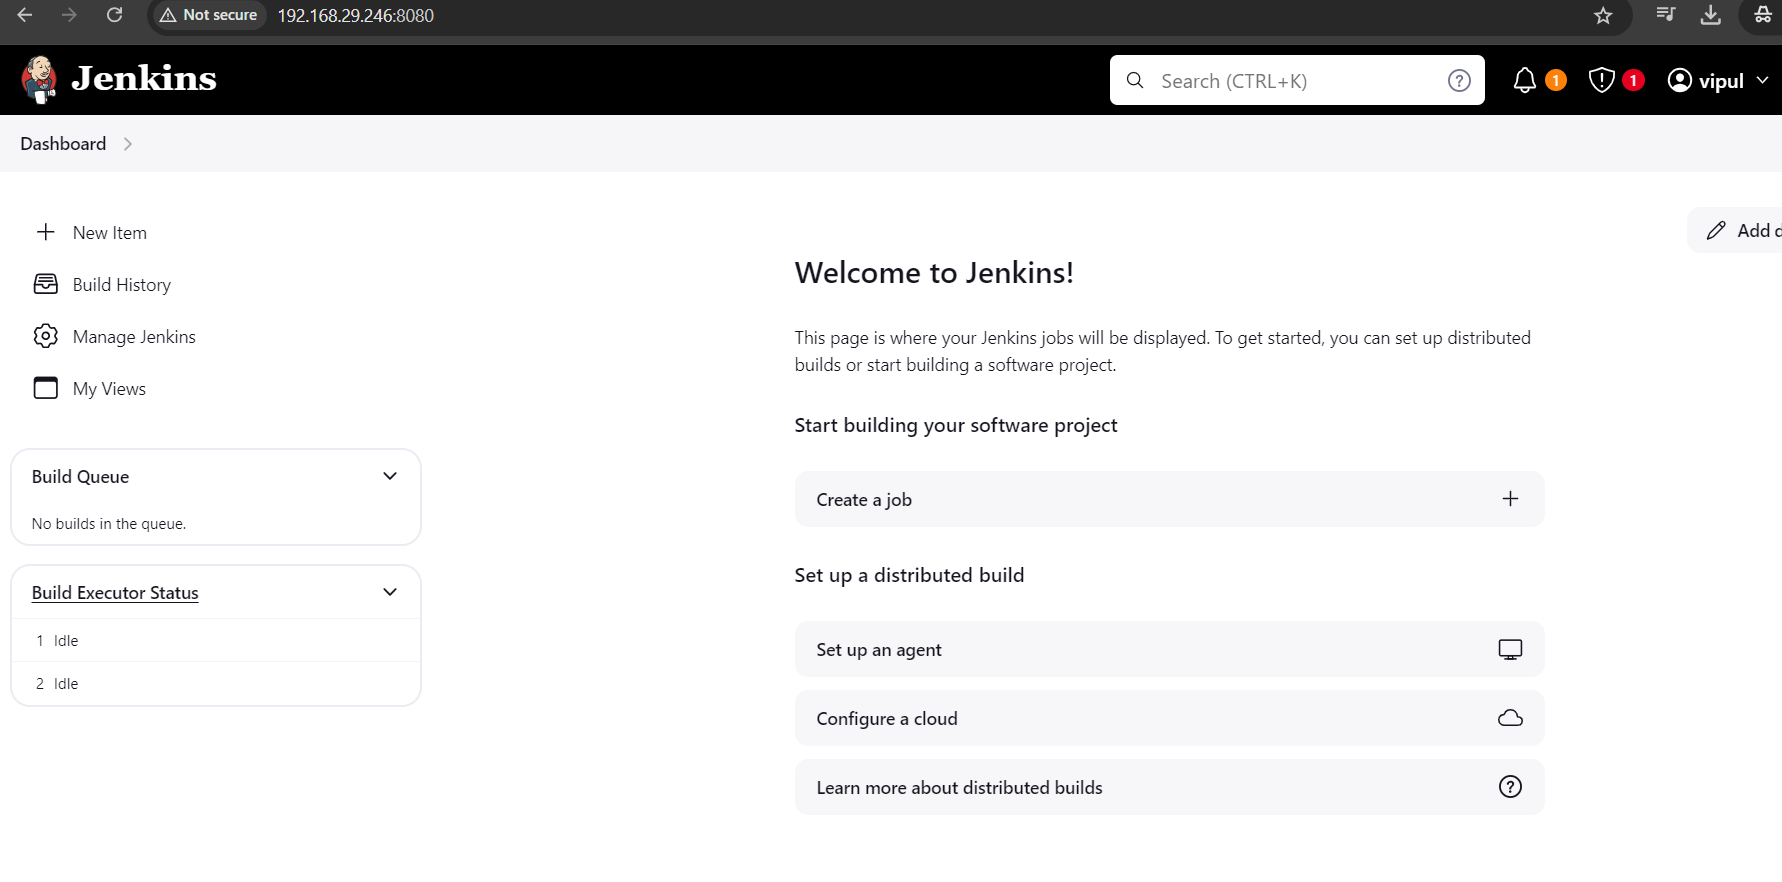 Not secure 192.168.29.246:8080
Jenkins
Search (CTRL+K)
?
1
1
vipul
Dashboard
New Item
Build History
Manage Jenkins
My Views
Add d
Welcome to Jenkins!
This page is where your Jenkins jobs will be displayed. To get started, you can set up distributed
builds or start building a software project.
Start building your software project
Create a job
Set up a distributed build
Set up an agent
Configure a cloud
Learn more about distributed builds
?
Build Queue
No builds in the queue.
Build Executor Status
1 Idle
2 Idle